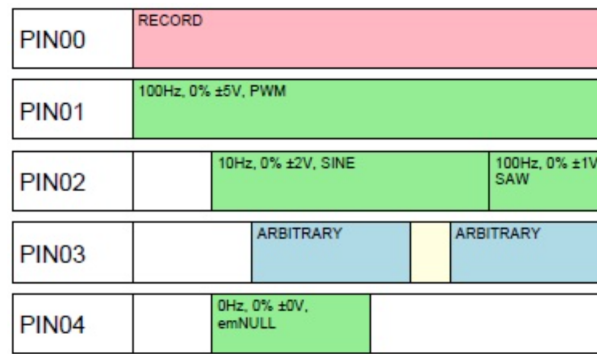 PIN00
RECORD
PIN01
100Hz, 0% ±5V, PWM
PIN02
10Hz, 0% ±2V, SINE
100Hz, 0% ±1V
SAW
PIN03
ARBITRARY
ARBITRARY
PIN04
0Hz, 0% ±0V,
emNULL